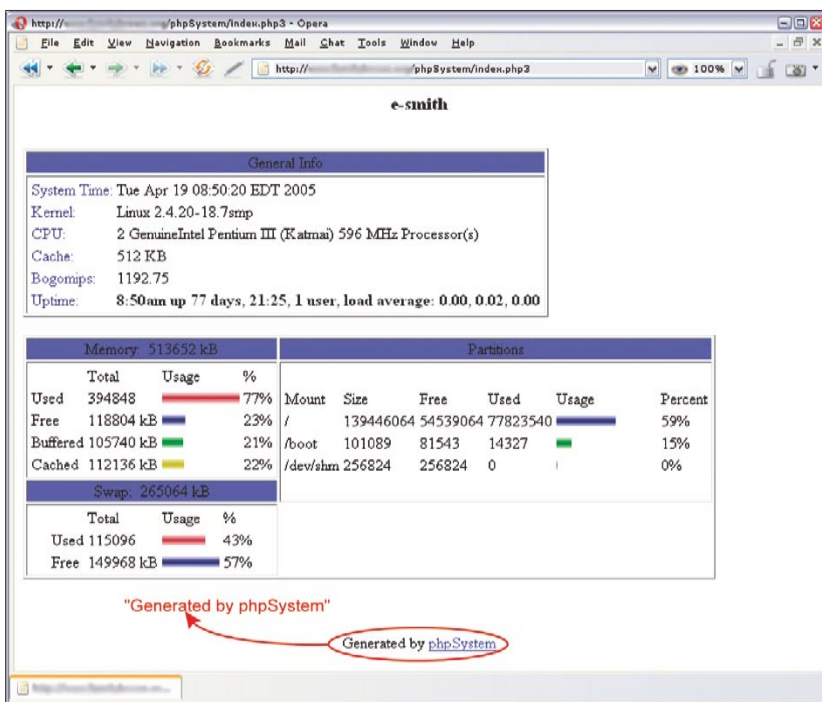 http:// /phpSystem/index.php3 - Opera
File Edit View Navigation Bookmarks Mail Chat Tools Window Help
http:// /phpSystem/index.php3 100%
e-smith
General Info
System Time: Tue Apr 19 08:50:20 EDT 2005
Kernel: Linux 2.4.20-18.7smp
CPU: 2 GenuineIntel Pentium III (Katmai) 596 MHz Processor(s)
Cache: 512 KB
Bogomips: 1192.75
Uptime: 8:50am up 77 days, 21:25, 1 user, load average: 0.00, 0.02, 0.00
Memory: 513652 kB Partitions
Total Usage %
Used 394848 77% Mount Size Free Used Usage Percent
Free 118804 kB 23% / 139446064 54539064 77823540 59%
Buffered 105740 kB 21% /boot 101089 81543 14327 15%
Cached 112136 kB 22% /dev/shm 256824 256824 0 0%
Swap: 265064 kB
Total Usage %
Used 115096 43%
Free 149968 kB 57%
"Generated by phpSystem"
Generated by phpSystem